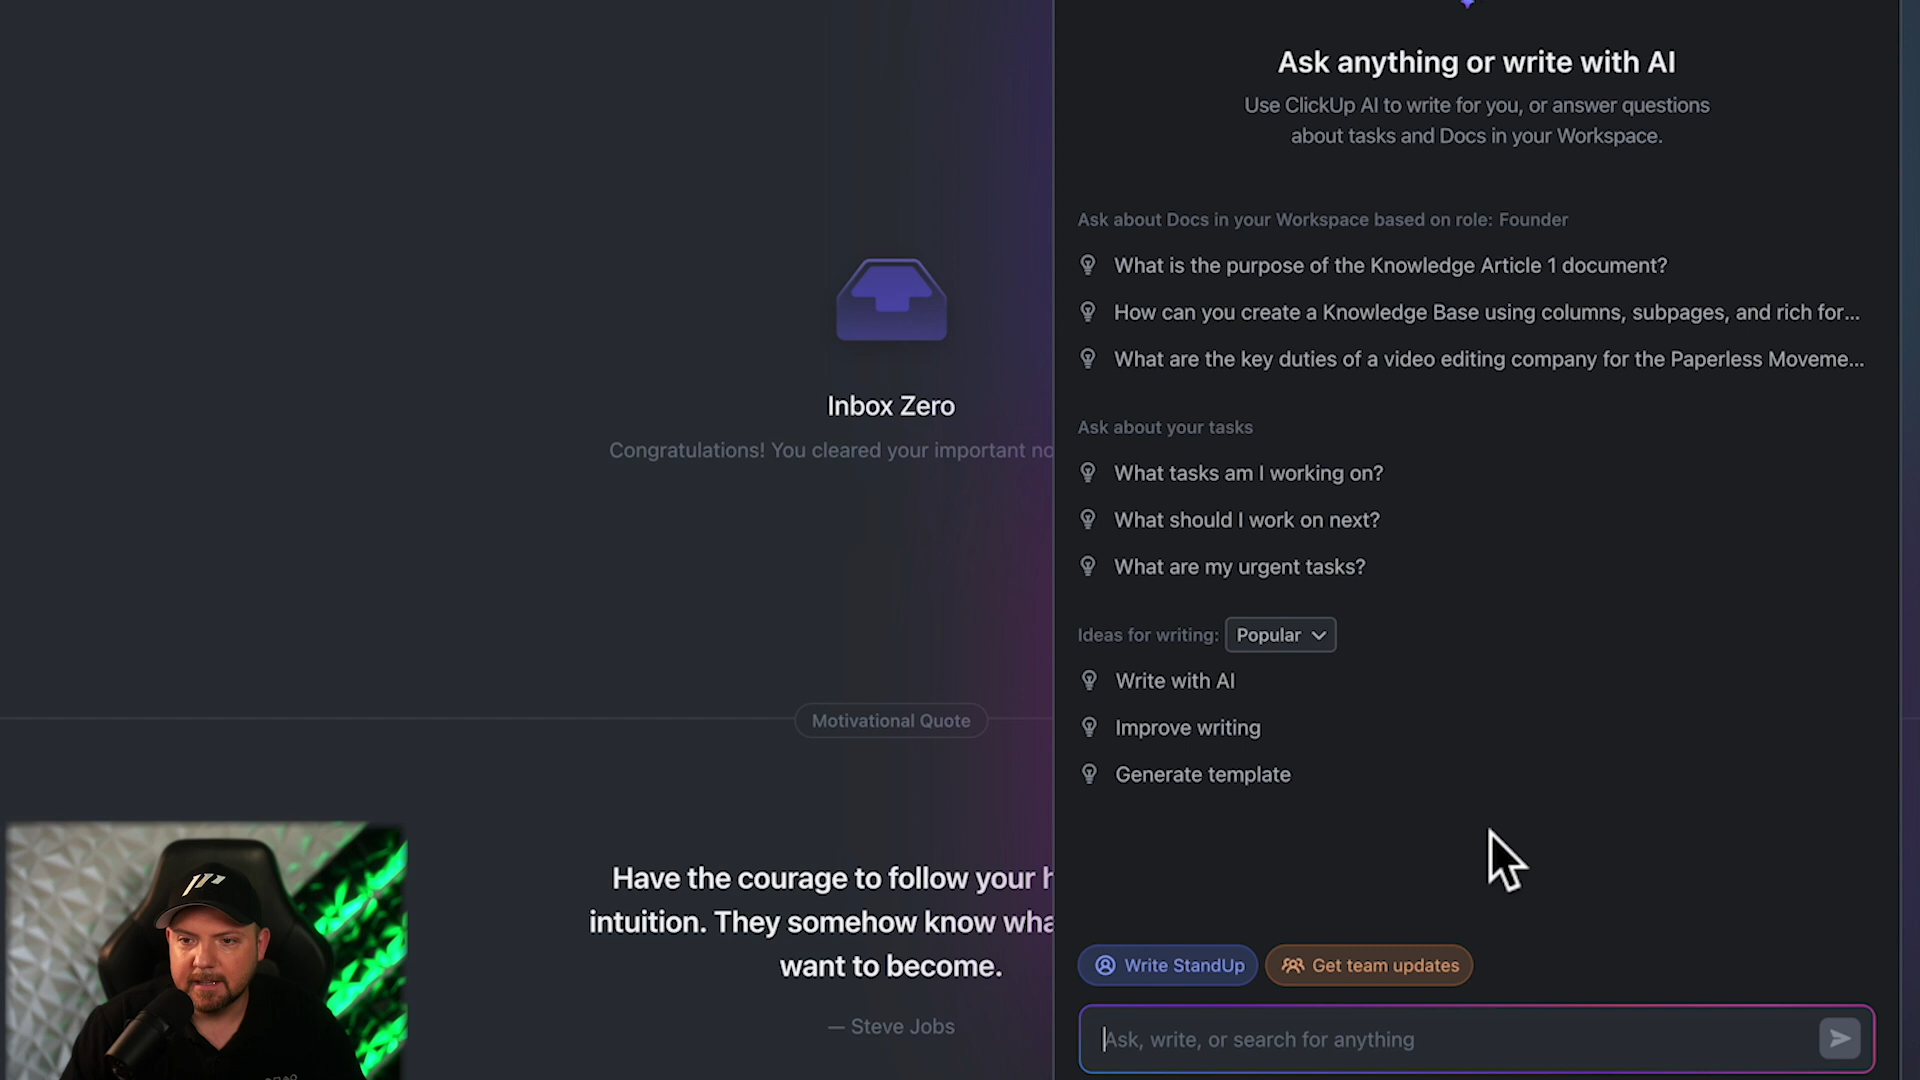 Inbox Zero
Congratulations! You cleared your important
Motivational Quote
Have the courage to follow your
intuition. They somehow know
want to become.
— Steve Jobs
Ask anything or write with AI
Use ClickUp AI to write for you, or answer questions
about tasks and Docs in your Workspace.
Ask about Docs in your Workspace based on role: Founder
What is the purpose of the Knowledge Article 1 document?
How can you create a Knowledge Base using columns, subpages, and rich for...
What are the key duties of a video editing company for the Paperless Moveme...
Ask about your tasks
What tasks am I working on?
What should I work on next?
What are my urgent tasks?
Ideas for writing: Popular
Write with AI
Improve writing
Generate template
Write StandUp Get team updates
Ask, write, or search for anything